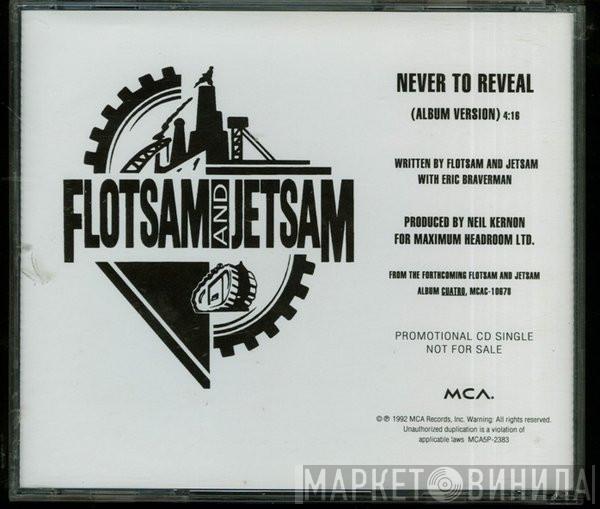 FLOTSAM AND JETSAM
NEVER TO REVEAL
(ALBUM VERSION) 4:16
WRITTEN BY FLOTSAM AND JETSAM
WITH ERIC BRAVERMAN
PRODUCED BY NEIL KERNON
FOR MAXIMUM HEADROOM LTD.
FROM THE FORTHCOMING FLOTSAM AND JETSAM
ALBUM CUATRO, MCAC-10678
PROMOTIONAL CD SINGLE
NOT FOR SALE
MCA.
© ℗ 1992 MCA Records, Inc. Warning: All rights reserved.
Unauthorized duplication is a violation of
applicable laws MCA5P-2383
МАРКЕТ ВИНИЛА